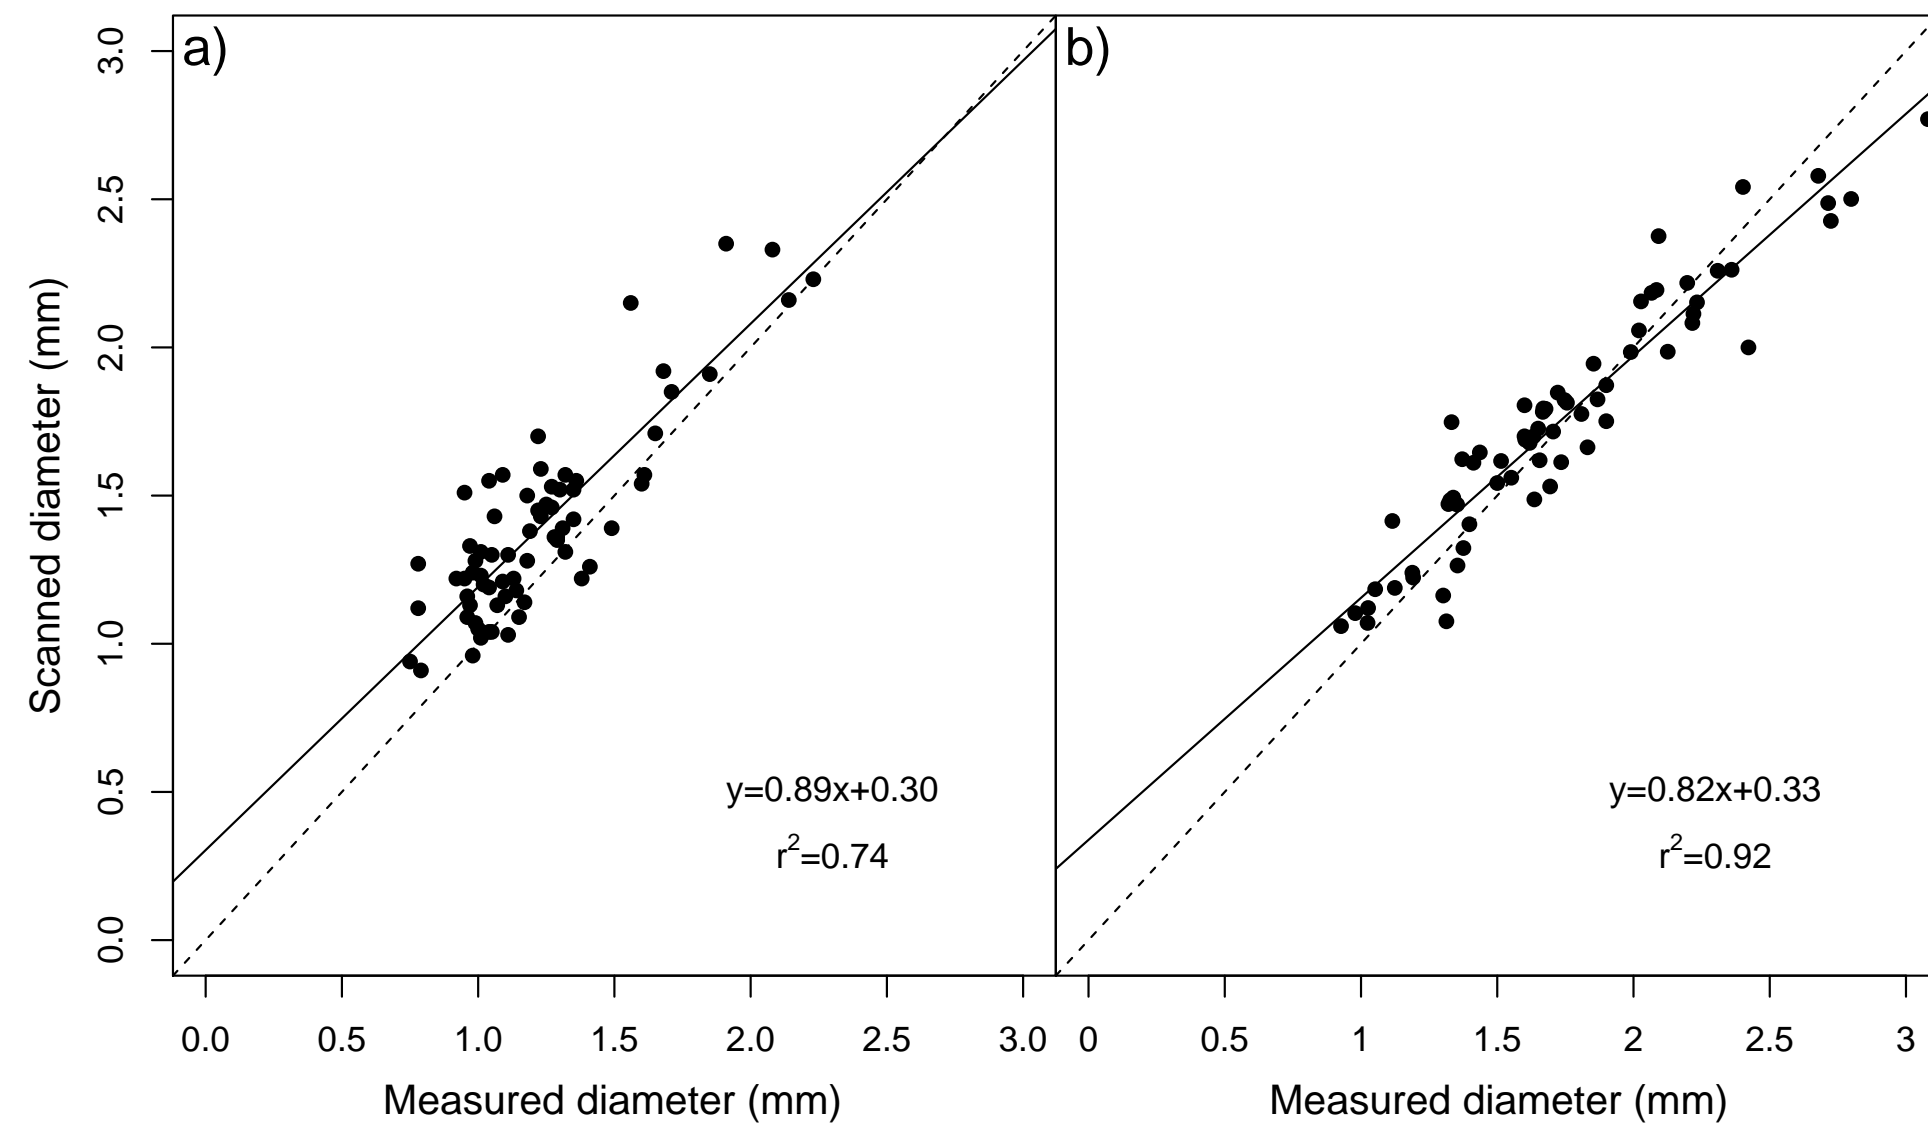 a)
b)
3.0
2.5
2.0
1.5
1.0
0.5
0.0
Scanned diameter (mm)
y=0.89x+0.30
r²=0.74
y=0.82x+0.33
r²=0.92
0.0 0.5 1.0 1.5 2.0 2.5 3.0
0 0.5 1 1.5 2 2.5 3
Measured diameter (mm)
Measured diameter (mm)